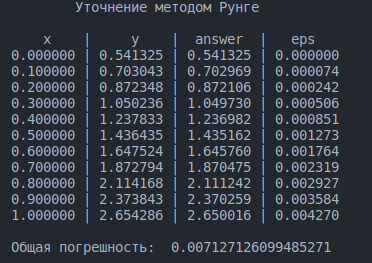 Уточнение методом Рунге
x | y | answer | eps
0.000000 | 0.541325 | 0.541325 | 0.000000
0.100000 | 0.703043 | 0.702969 | 0.000074
0.200000 | 0.872348 | 0.872106 | 0.000242
0.300000 | 1.050236 | 1.049730 | 0.000506
0.400000 | 1.237833 | 1.236982 | 0.000851
0.500000 | 1.436435 | 1.435162 | 0.001273
0.600000 | 1.647524 | 1.645760 | 0.001764
0.700000 | 1.872794 | 1.870475 | 0.002319
0.800000 | 2.114168 | 2.111242 | 0.002927
0.900000 | 2.373843 | 2.370259 | 0.003584
1.000000 | 2.654286 | 2.650016 | 0.004270
Общая погрешность: 0.007127126099485271